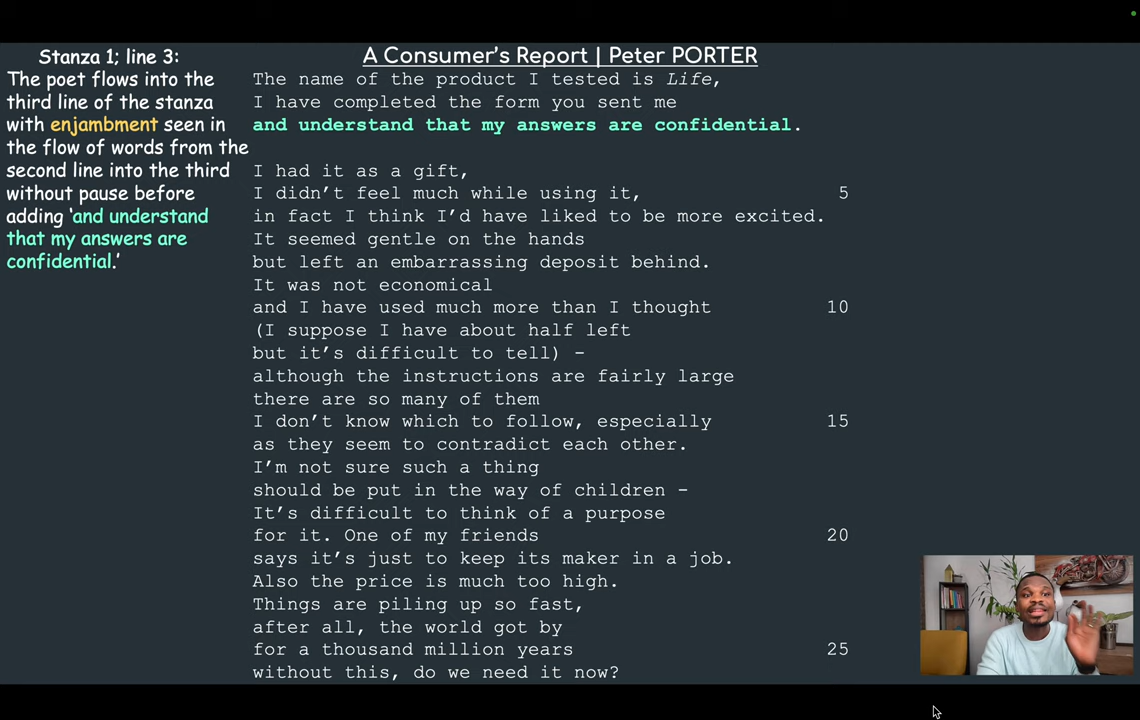 Stanza 1; line 3:
The poet flows into the
third line of the stanza
with enjambment seen in
the flow of words from the
second line into the third
without pause before
adding ‘and understand
that my answers are
confidential.’
A Consumer’s Report | Peter PORTER
The name of the product I tested is Life,
I have completed the form you sent me
and understand that my answers are confidential.
I had it as a gift,
I didn’t feel much while using it, 5
in fact I think I’d have liked to be more excited.
It seemed gentle on the hands
but left an embarrassing deposit behind.
It was not economical
and I have used much more than I thought 10
(I suppose I have about half left
but it’s difficult to tell) –
although the instructions are fairly large
there are so many of them
I don’t know which to follow, especially 15
as they seem to contradict each other.
I’m not sure such a thing
should be put in the way of children –
It’s difficult to think of a purpose
for it. One of my friends 20
says it’s just to keep its maker in a job.
Also the price is much too high.
Things are piling up so fast,
after all, the world got by
for a thousand million years 25
without this, do we need it now?